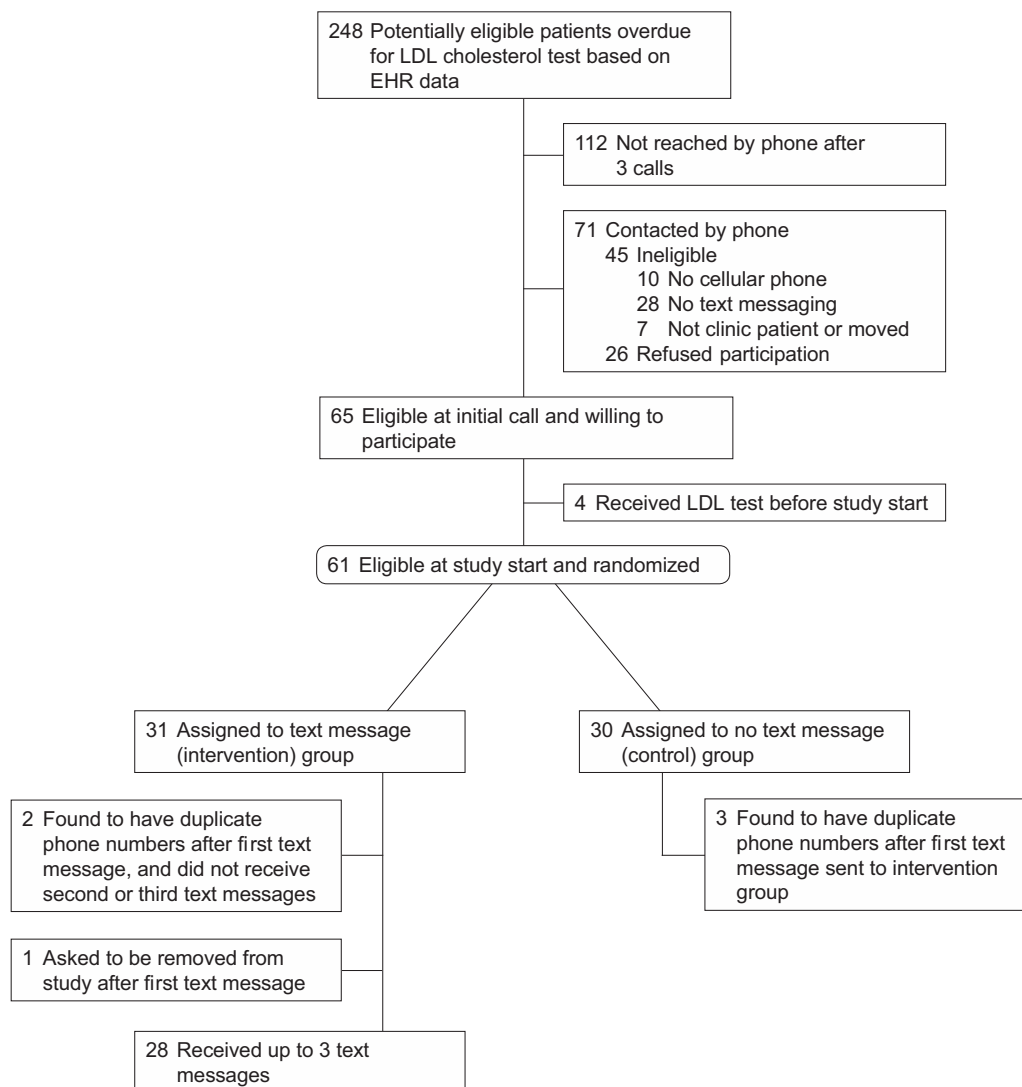 248 Potentially eligible patients overdue
for LDL cholesterol test based on
EHR data
112 Not reached by phone after
3 calls
71 Contacted by phone
45 Ineligible
10 No cellular phone
28 No text messaging
7 Not clinic patient or moved
26 Refused participation
65 Eligible at initial call and willing to
participate
4 Received LDL test before study start
61 Eligible at study start and randomized
31 Assigned to text message
(intervention) group
30 Assigned to no text message
(control) group
2 Found to have duplicate
phone numbers after first text
message, and did not receive
second or third text messages
3 Found to have duplicate
phone numbers after first text
message sent to intervention
group
1 Asked to be removed from
study after first text message
28 Received up to 3 text
messages